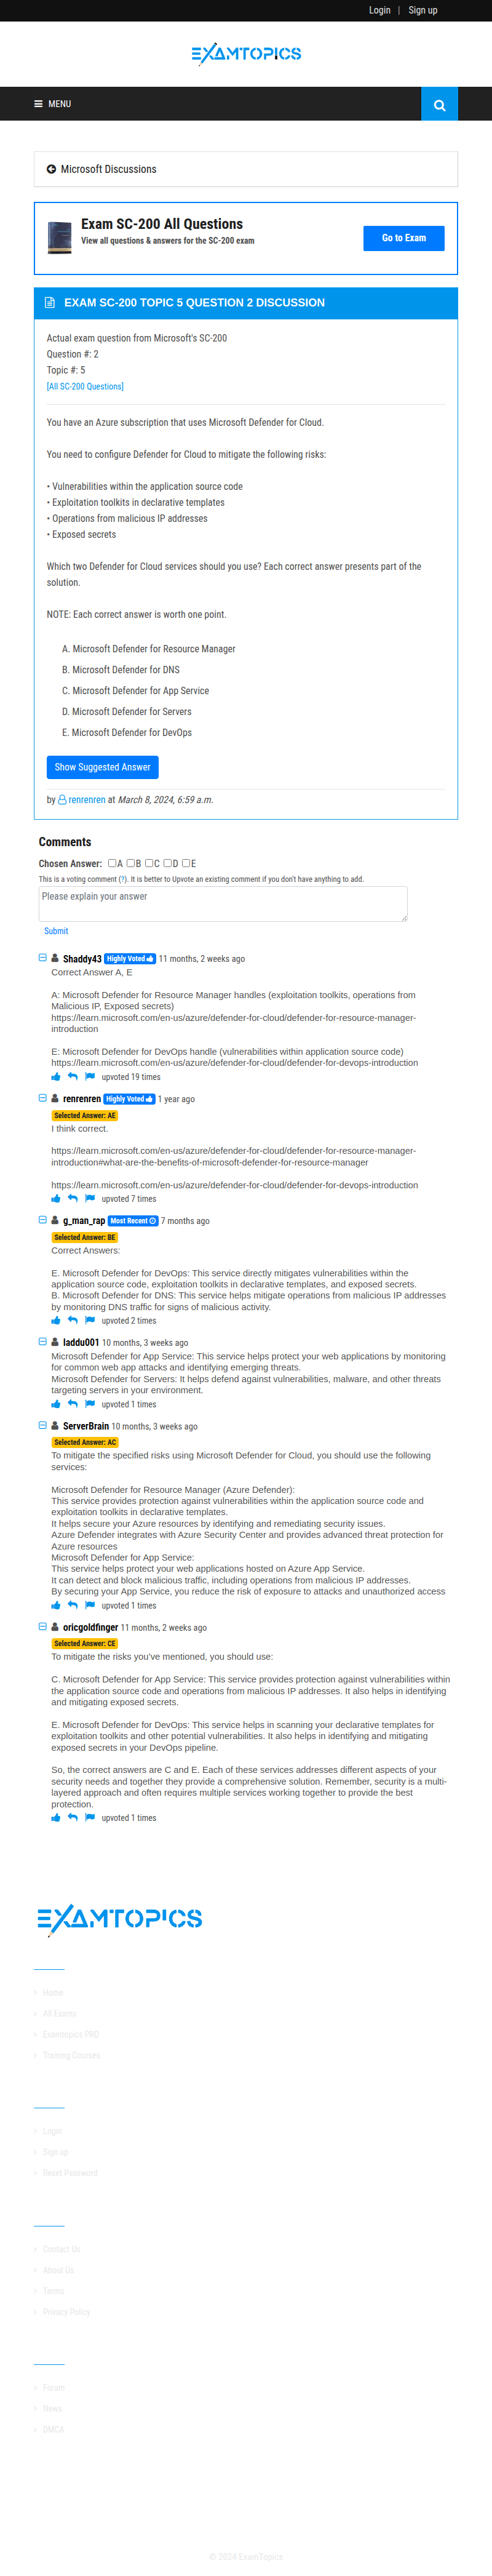 Login | Sign up
EXAMTOPICS
MENU
Microsoft Discussions
Exam SC-200 All Questions
View all questions & answers for the SC-200 exam
Go to Exam
EXAM SC-200 TOPIC 5 QUESTION 2 DISCUSSION
Actual exam question from Microsoft's SC-200
Question #: 2
Topic #: 5
[All SC-200 Questions]
You have an Azure subscription that uses Microsoft Defender for Cloud.
You need to configure Defender for Cloud to mitigate the following risks:
• Vulnerabilities within the application source code
• Exploitation toolkits in declarative templates
• Operations from malicious IP addresses
• Exposed secrets
Which two Defender for Cloud services should you use? Each correct answer presents part of the
solution.
NOTE: Each correct answer is worth one point.
A. Microsoft Defender for Resource Manager
B. Microsoft Defender for DNS
C. Microsoft Defender for App Service
D. Microsoft Defender for Servers
E. Microsoft Defender for DevOps
Show Suggested Answer
by renrenren at March 8, 2024, 6:59 a.m.
Comments
Chosen Answer: A B C D E
This is a voting comment (?). It is better to Upvote an existing comment if you don't have anything to add.
Please explain your answer
Submit
Shaddy43 Highly Voted 11 months, 2 weeks ago
Correct Answer A, E
A: Microsoft Defender for Resource Manager handles (exploitation toolkits, operations from
Malicious IP, Exposed secrets)
https://learn.microsoft.com/en-us/azure/defender-for-cloud/defender-for-resource-manager-
introduction
E: Microsoft Defender for DevOps handle (vulnerabilities within application source code)
https://learn.microsoft.com/en-us/azure/defender-for-cloud/defender-for-devops-introduction
upvoted 19 times
renrenren Highly Voted 1 year ago
Selected Answer: AE
I think correct.
https://learn.microsoft.com/en-us/azure/defender-for-cloud/defender-for-resource-manager-
introduction#what-are-the-benefits-of-microsoft-defender-for-resource-manager
https://learn.microsoft.com/en-us/azure/defender-for-cloud/defender-for-devops-introduction
upvoted 7 times
g_man_rap Most Recent 7 months ago
Selected Answer: BE
Correct Answers:
E. Microsoft Defender for DevOps: This service directly mitigates vulnerabilities within the
application source code, exploitation toolkits in declarative templates, and exposed secrets.
B. Microsoft Defender for DNS: This service helps mitigate operations from malicious IP addresses
by monitoring DNS traffic for signs of malicious activity.
upvoted 2 times
laddu001 10 months, 3 weeks ago
Microsoft Defender for App Service: This service helps protect your web applications by monitoring
for common web app attacks and identifying emerging threats.
Microsoft Defender for Servers: It helps defend against vulnerabilities, malware, and other threats
targeting servers in your environment.
upvoted 1 times
ServerBrain 10 months, 3 weeks ago
Selected Answer: AC
To mitigate the specified risks using Microsoft Defender for Cloud, you should use the following
services:
Microsoft Defender for Resource Manager (Azure Defender):
This service provides protection against vulnerabilities within the application source code and
exploitation toolkits in declarative templates.
It helps secure your Azure resources by identifying and remediating security issues.
Azure Defender integrates with Azure Security Center and provides advanced threat protection for
Azure resources
Microsoft Defender for App Service:
This service helps protect your web applications hosted on Azure App Service.
It can detect and block malicious traffic, including operations from malicious IP addresses.
By securing your App Service, you reduce the risk of exposure to attacks and unauthorized access
upvoted 1 times
oricgoldfinger 11 months, 2 weeks ago
Selected Answer: CE
To mitigate the risks you've mentioned, you should use:
C. Microsoft Defender for App Service: This service provides protection against vulnerabilities within
the application source code and operations from malicious IP addresses. It also helps in identifying
and mitigating exposed secrets.
E. Microsoft Defender for DevOps: This service helps in scanning your declarative templates for
exploitation toolkits and other potential vulnerabilities. It also helps in identifying and mitigating
exposed secrets in your DevOps pipeline.
So, the correct answers are C and E. Each of these services addresses different aspects of your
security needs and together they provide a comprehensive solution. Remember, security is a multi-
layered approach and often requires multiple services working together to provide the best
protection.
upvoted 1 times
EXAMTOPICS
Home
All Exams
Examtopics PRO
Training Courses
Login
Sign up
Reset Password
Contact Us
About Us
Terms
Privacy Policy
Forum
News
DMCA
© 2024 ExamTopics